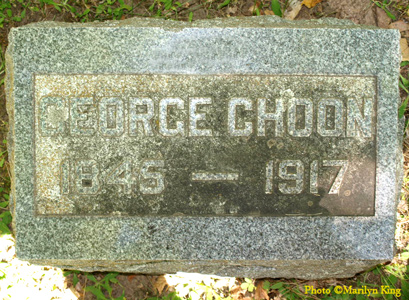 GEORGE CHOON
1845 – 1917
Photo ©Marilyn King